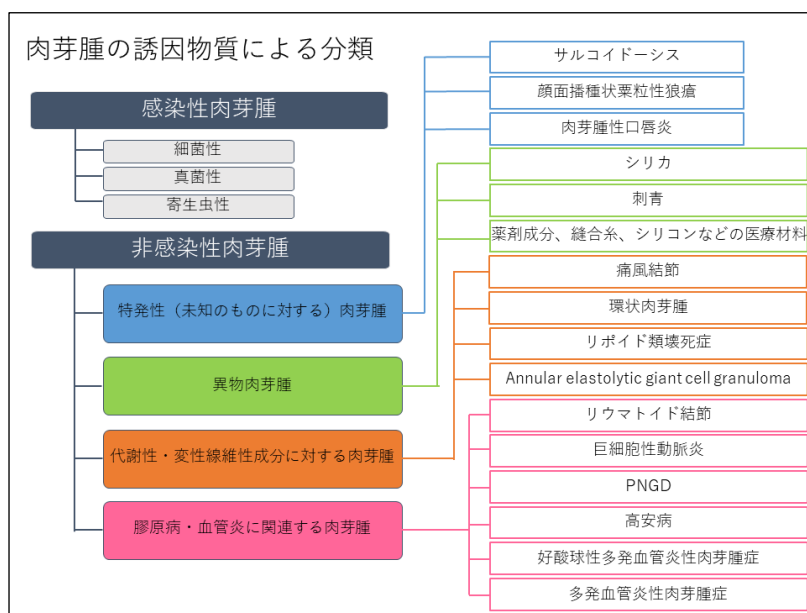 肉芽腫の誘因物質による分類
感染性肉芽腫
細菌性
真菌性
寄生虫性
非感染性肉芽腫
特発性（未知のものに対する）肉芽腫
サルコイドーシス
顔面播種状粟粒性狼瘡
肉芽腫性口唇炎
異物肉芽腫
シリカ
刺青
薬剤成分、縫合糸、シリコンなどの医療材料
代謝性・変性線維性成分に対する肉芽腫
痛風結節
環状肉芽腫
リポイド類壊死症
Annular elastolytic giant cell granuloma
膠原病・血管炎に関連する肉芽腫
リウマトイド結節
巨細胞性動脈炎
PNGD
高安病
好酸球性多発血管炎性肉芽腫症
多発血管炎性肉芽腫症